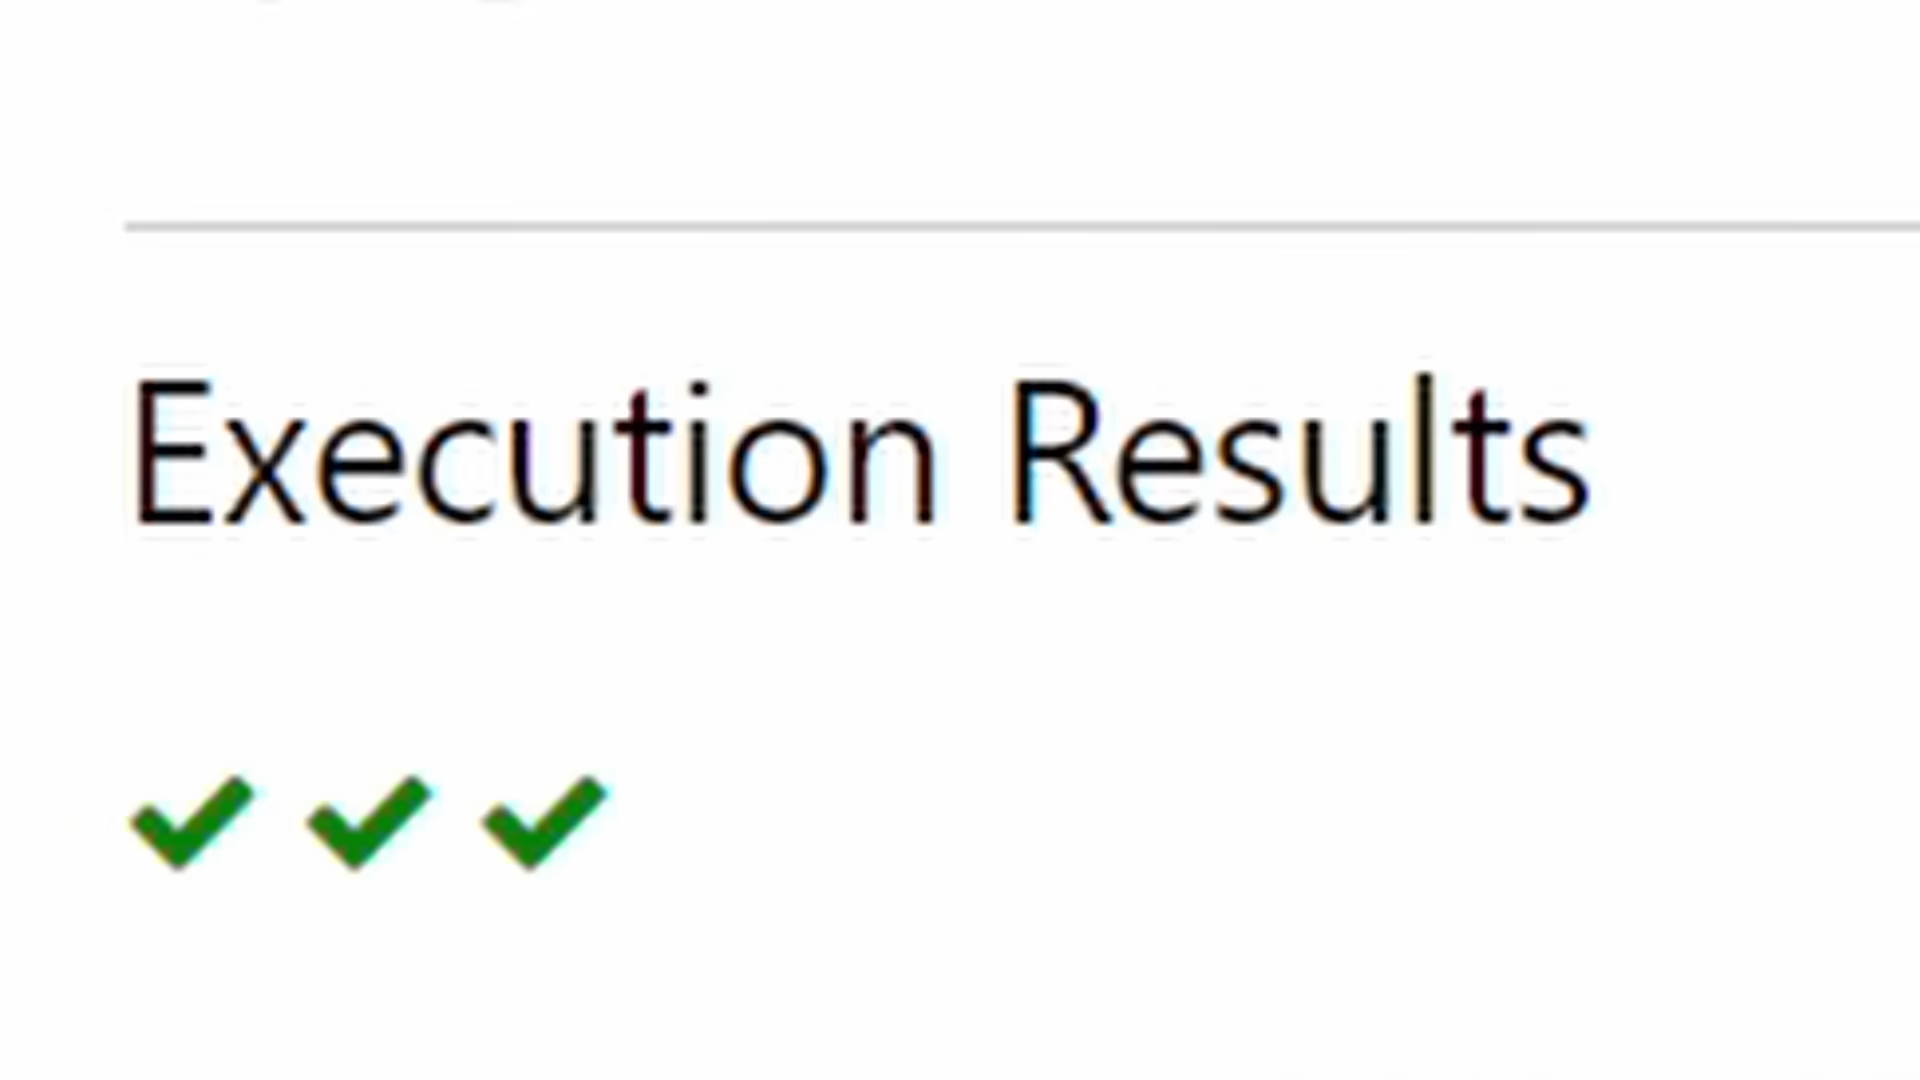 Execution Results
✔ ✔ ✔